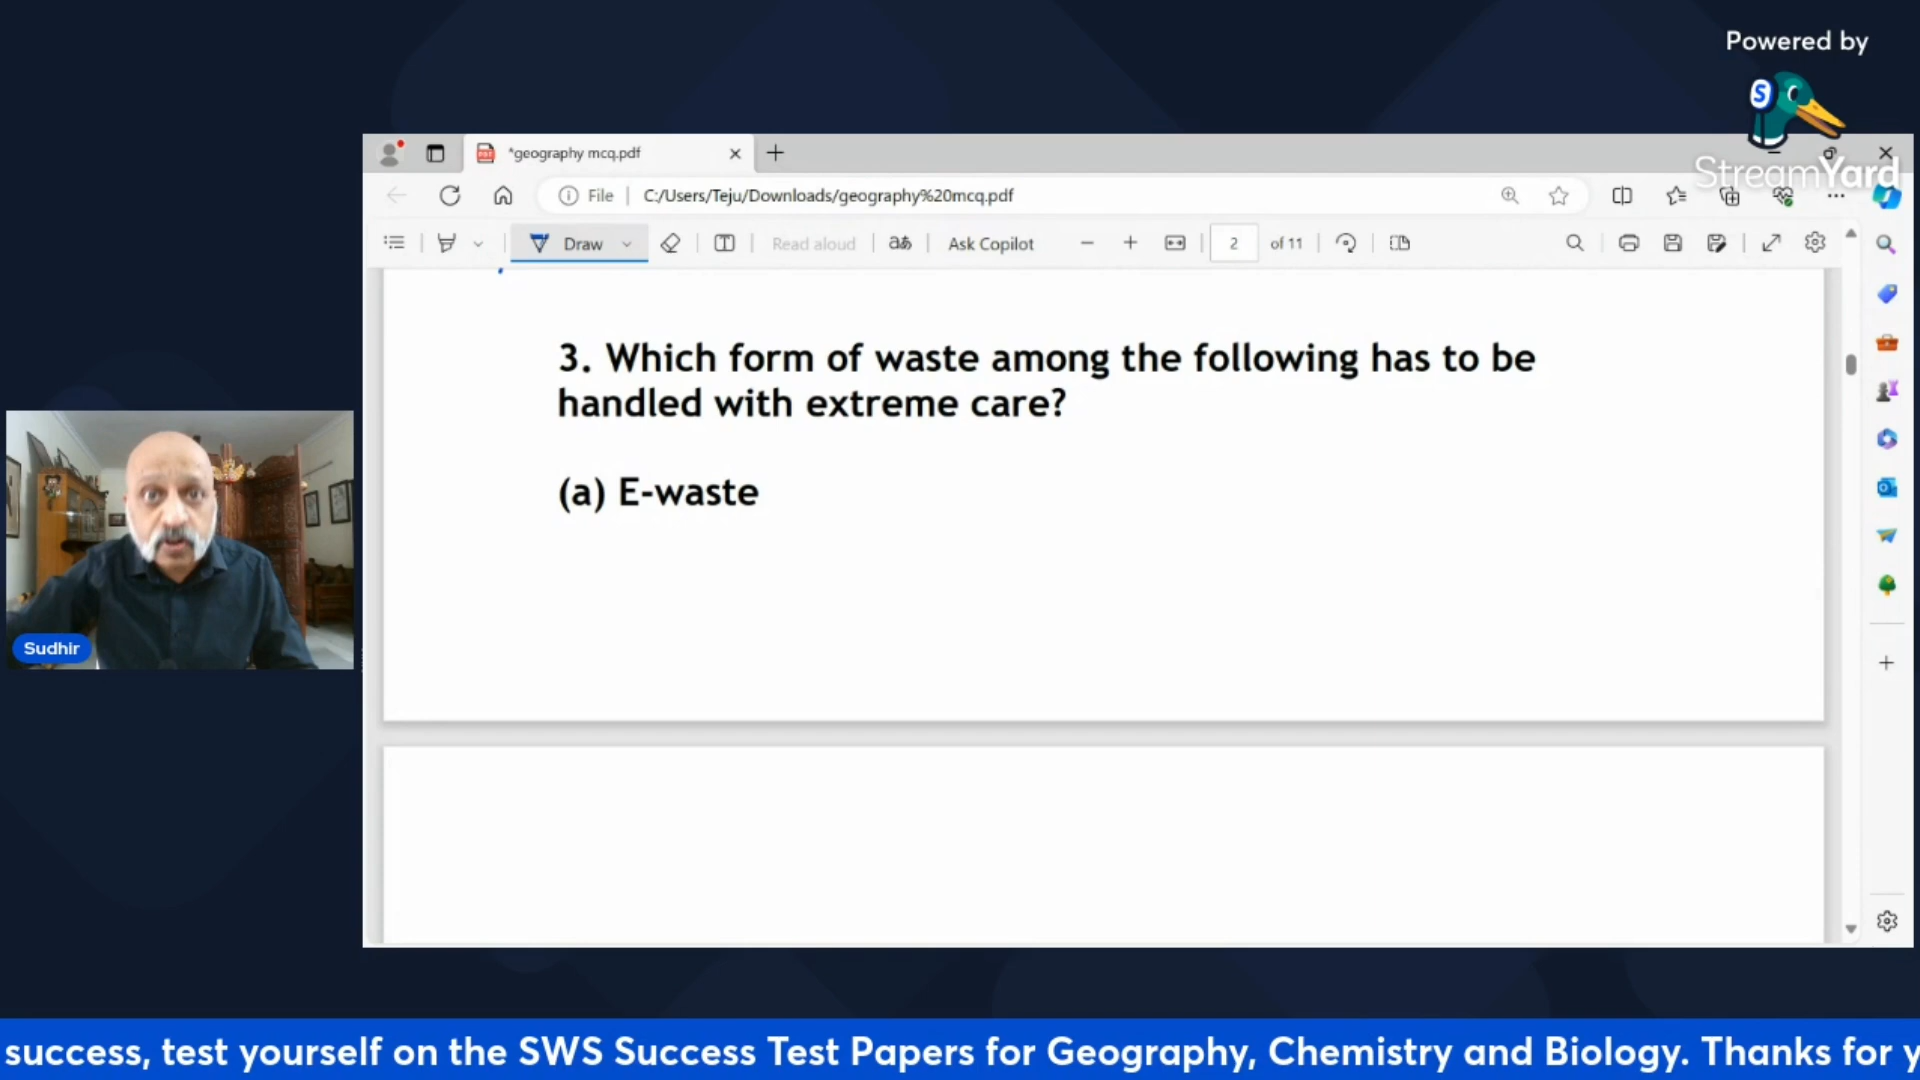 Powered by
StreamYard
*geography mcq.pdf
File
C:/Users/Teju/Downloads/geography%20mcq.pdf
Draw
Read aloud
aあ
Ask Copilot
2
of 11
3. Which form of waste among the following has to be
handled with extreme care?
(a) E-waste
Sudhir
success, test yourself on the SWS Success Test Papers for Geography, Chemistry and Biology. Thanks for y